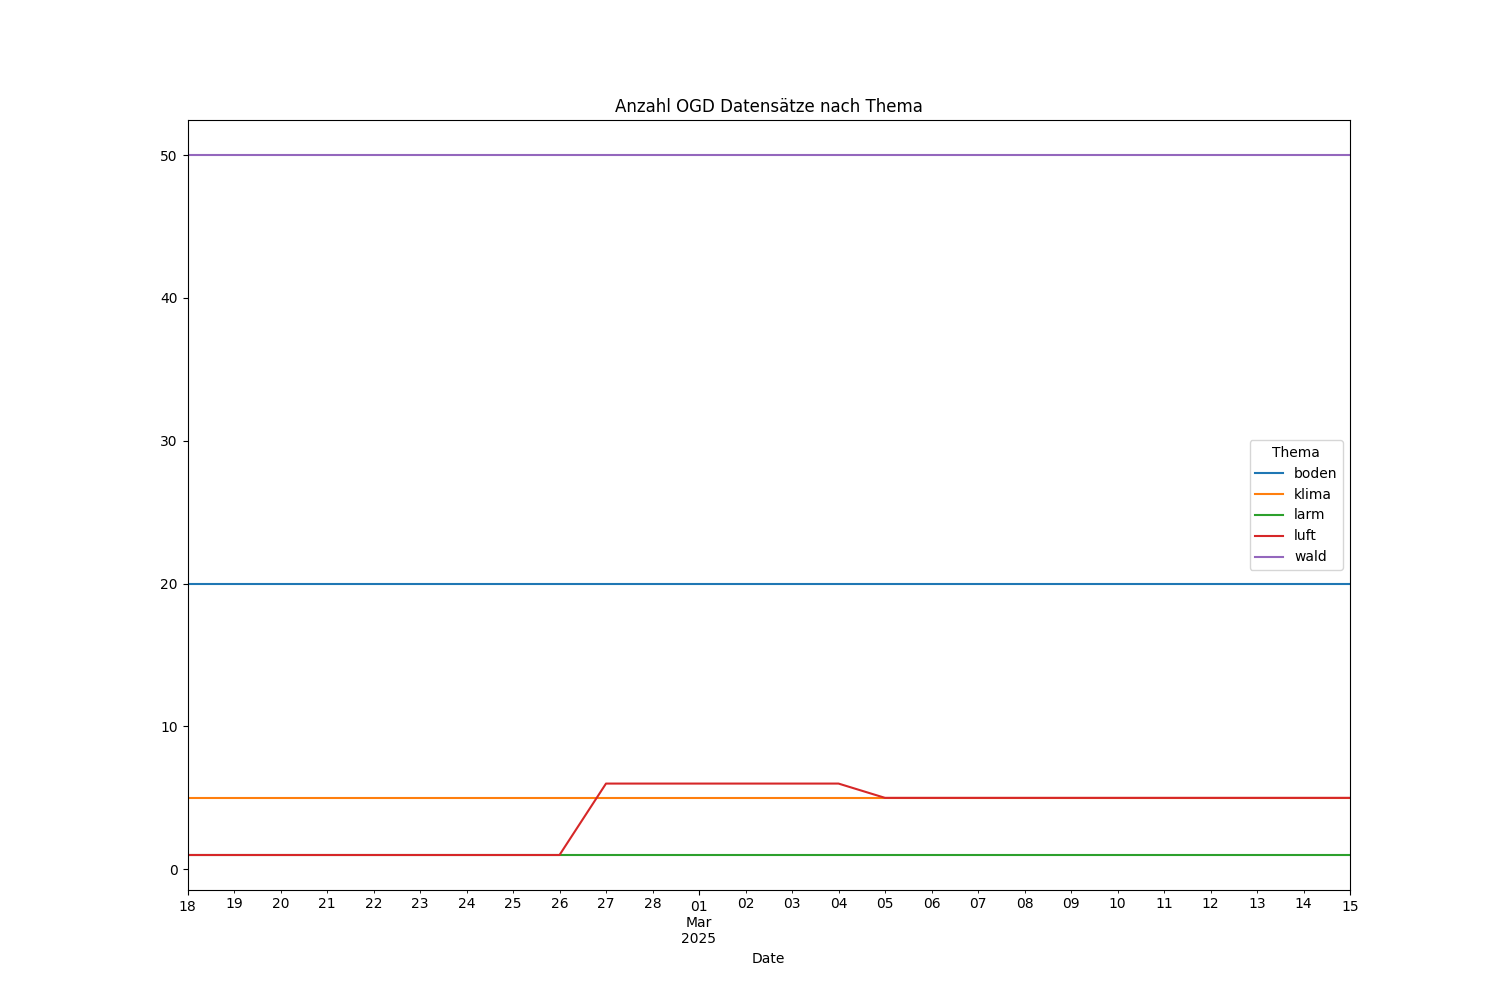 Anzahl OGD Datensätze nach Thema
50
40
30
20
10
0
Thema
boden
klima
larm
luft
wald
18 19 20 21 22 23 24 25 26 27 28 01 02 03 04 05 06 07 08 09 10 11 12 13 14 15
Mar
2025
Date